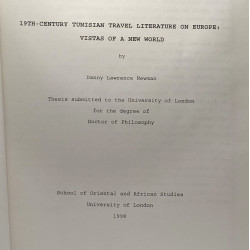 19TH-CENTURY TUNISIAN TRAVEL LITERATURE ON EUROPE:
VISTAS OF A NEW WORLD
by
Danny Lawrence Newman
Thesis submitted to the University of London
for the degree of
Doctor of Philosophy
School of Oriental and African Studies
University of London
1998